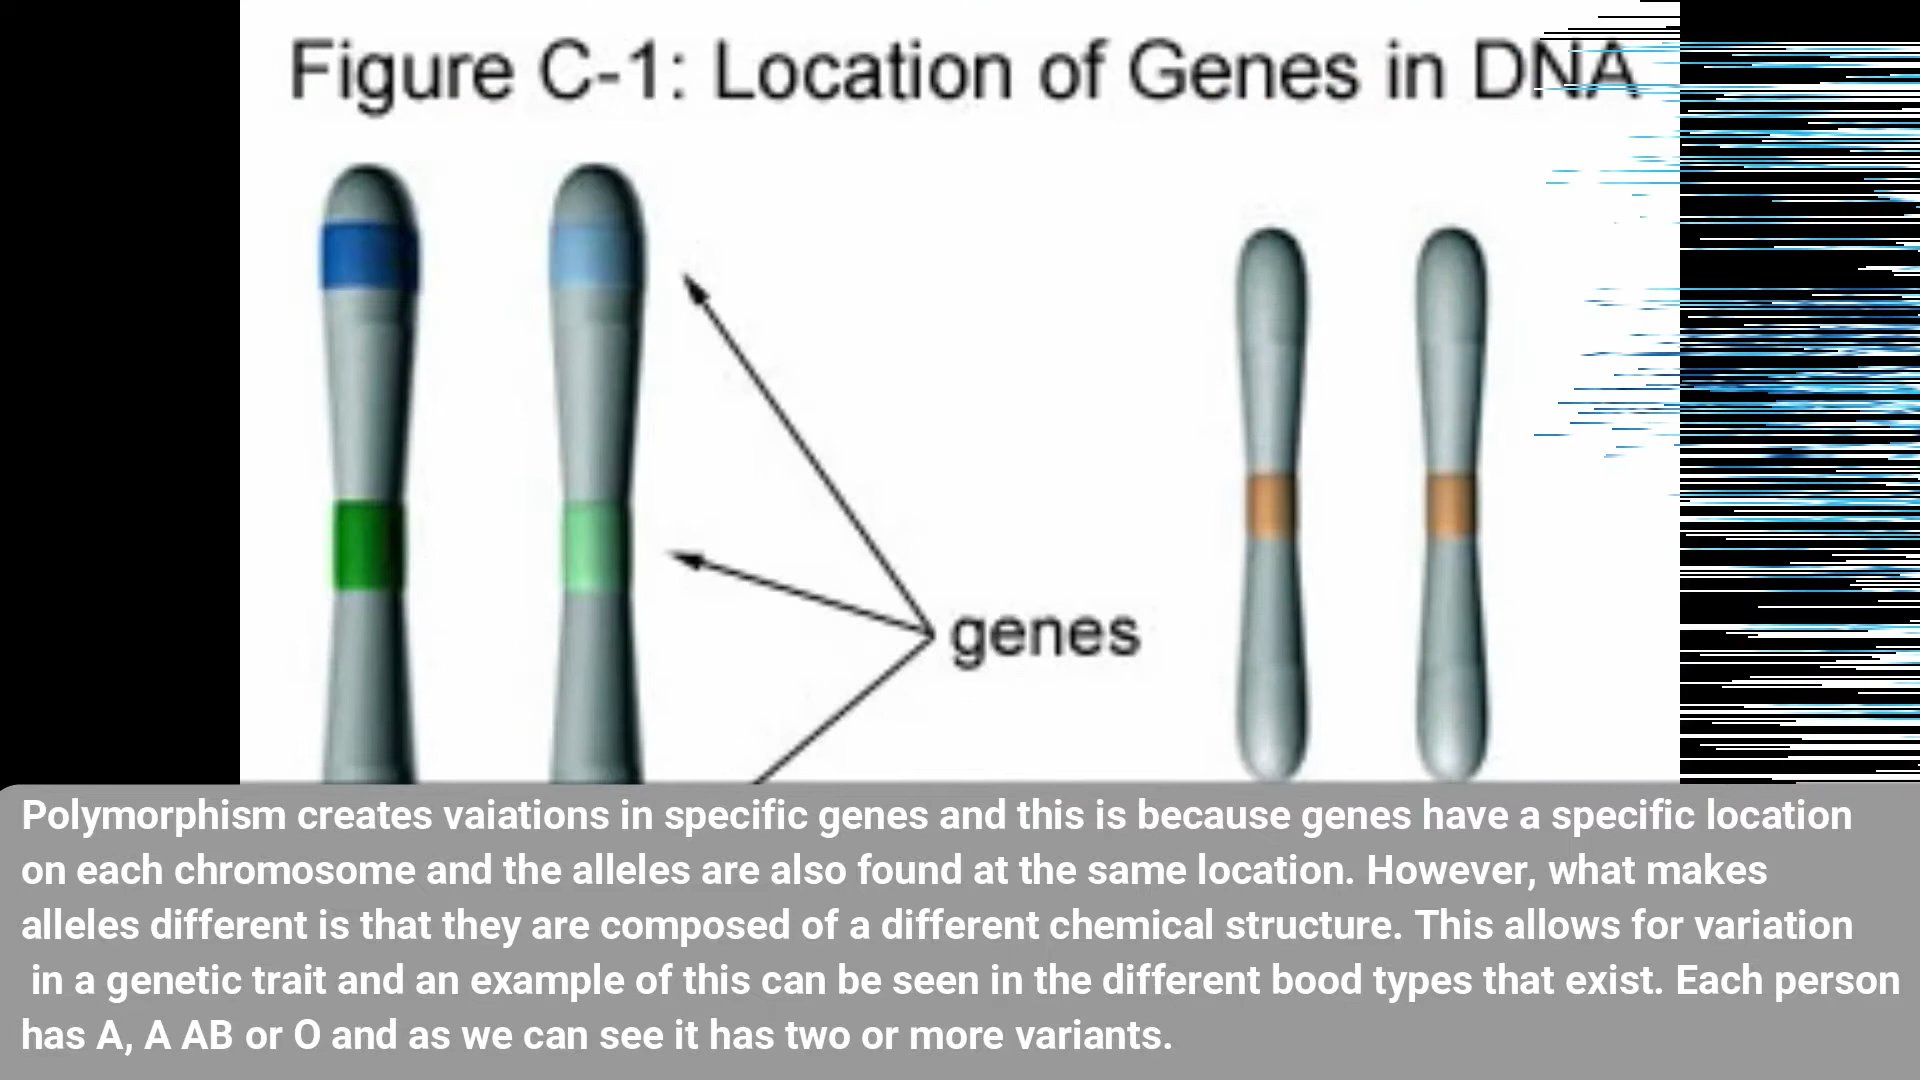 Figure C-1: Location of Genes in DNA
genes
Polymorphism creates vaiations in specific genes and this is because genes have a specific location
on each chromosome and the alleles are also found at the same location. However, what makes
alleles different is that they are composed of a different chemical structure. This allows for variation
in a genetic trait and an example of this can be seen in the different bood types that exist. Each person
has A, A AB or O and as we can see it has two or more variants.